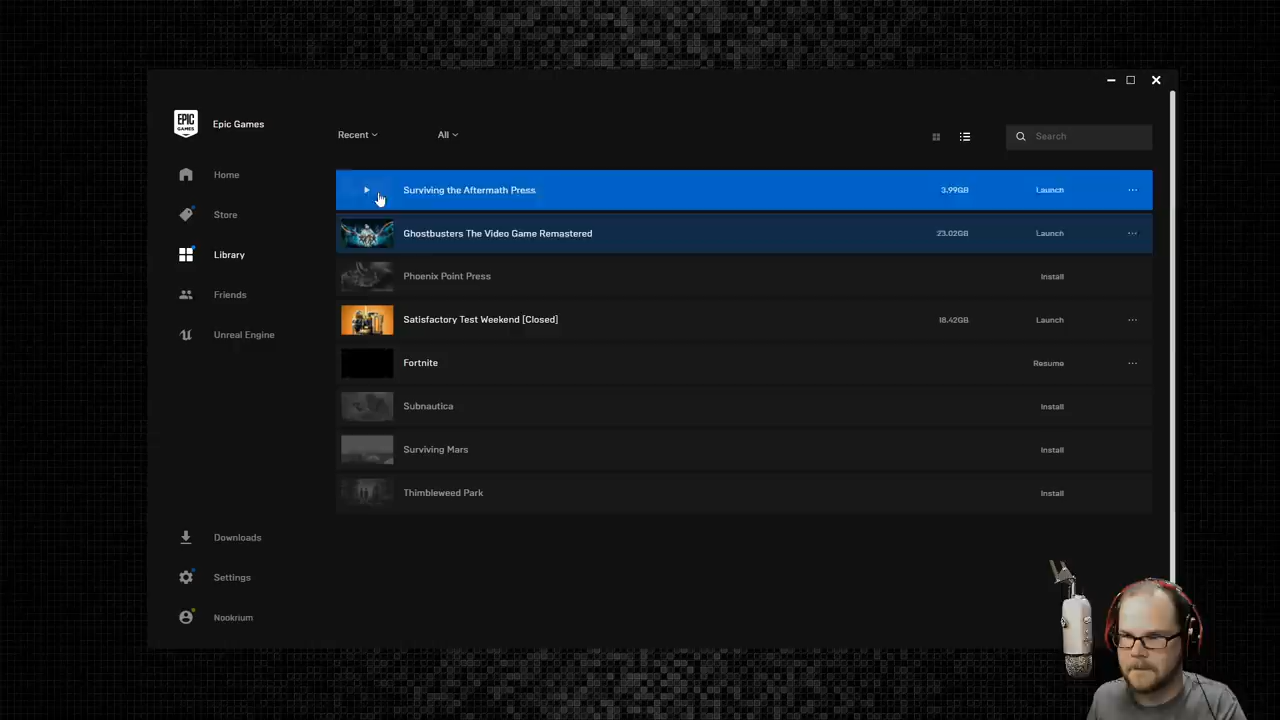 EPIC GAMES
Epic Games
Recent
All
Search
Home
Store
Library
Friends
Unreal Engine
Surviving the Aftermath Press 3.99GB Launch
Ghostbusters The Video Game Remastered 23.02GB Launch
Phoenix Point Press Install
Satisfactory Test Weekend [Closed] 18.42GB Launch
Fortnite Resume
Subnautica Install
Surviving Mars Install
Thimbleweed Park Install
Downloads
Settings
Nookrium